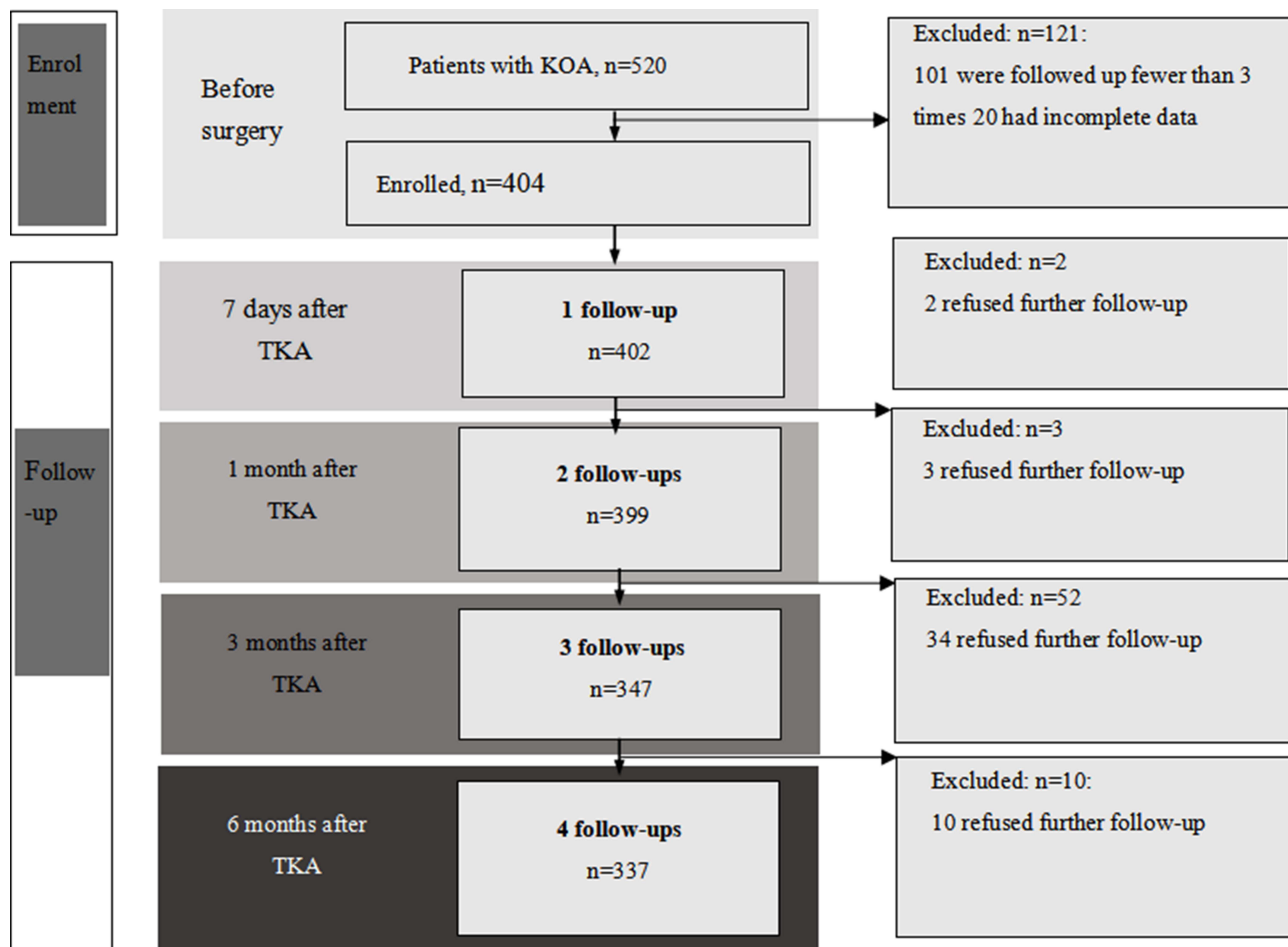 Enrol
ment
Before
surgery
Patients with KOA, n=520
Enrolled, n=404
Excluded: n=121:
101 were followed up fewer than 3
times 20 had incomplete data
Follow
-up
7 days after
TKA
1 follow-up
n=402
Excluded: n=2
2 refused further follow-up
1 month after
TKA
2 follow-ups
n=399
Excluded: n=3
3 refused further follow-up
3 months after
TKA
3 follow-ups
n=347
Excluded: n=52
34 refused further follow-up
6 months after
TKA
4 follow-ups
n=337
Excluded: n=10:
10 refused further follow-up